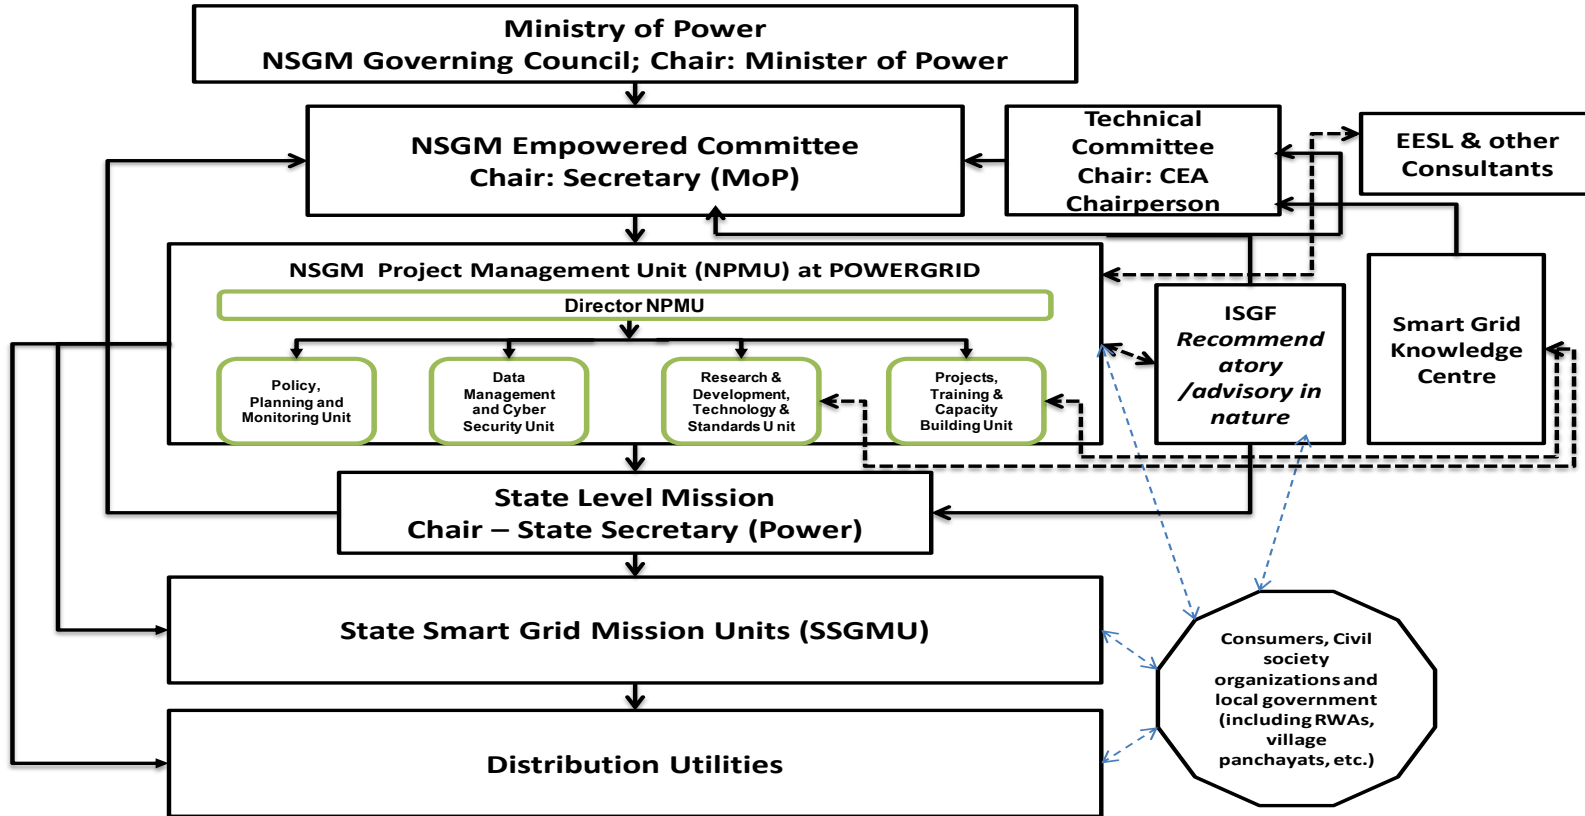 Ministry of Power
NSGM Governing Council; Chair: Minister of Power
NSGM Empowered Committee
Chair: Secretary (MoP)
Technical
Committee
Chair: CEA
Chairperson
EESL & other
Consultants
NSGM Project Management Unit (NPMU) at POWERGRID
Director NPMU
Policy,
Planning and
Monitoring Unit
Data
Management
and Cyber
Security Unit
Research &
Development,
Technology &
Standards Unit
Projects,
Training &
Capacity
Building Unit
ISGF
Recommend
atory
/advisory in
nature
Smart Grid
Knowledge
Centre
State Level Mission
Chair – State Secretary (Power)
State Smart Grid Mission Units (SSGMU)
Consumers, Civil
society
organizations and
local government
(including RWAs,
village
panchayats, etc.)
Distribution Utilities